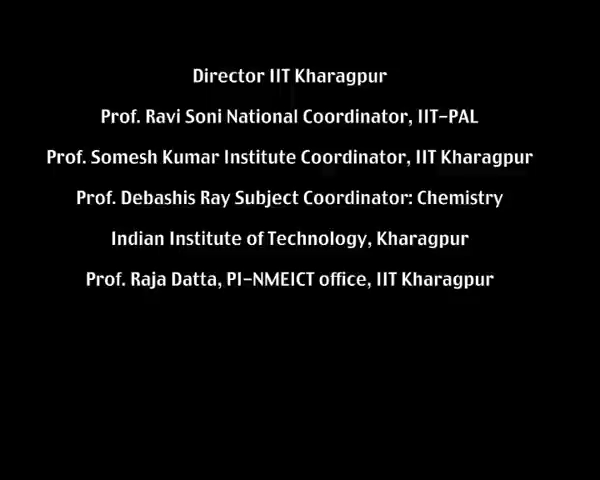 Director IIT Kharagpur
Prof. Ravi Soni National Coordinator, IIT-PAL
Prof. Somesh Kumar Institute Coordinator, IIT Kharagpur
Prof. Debashis Ray Subject Coordinator: Chemistry
Indian Institute of Technology, Kharagpur
Prof. Raja Datta, PI-NMEICT office, IIT Kharagpur